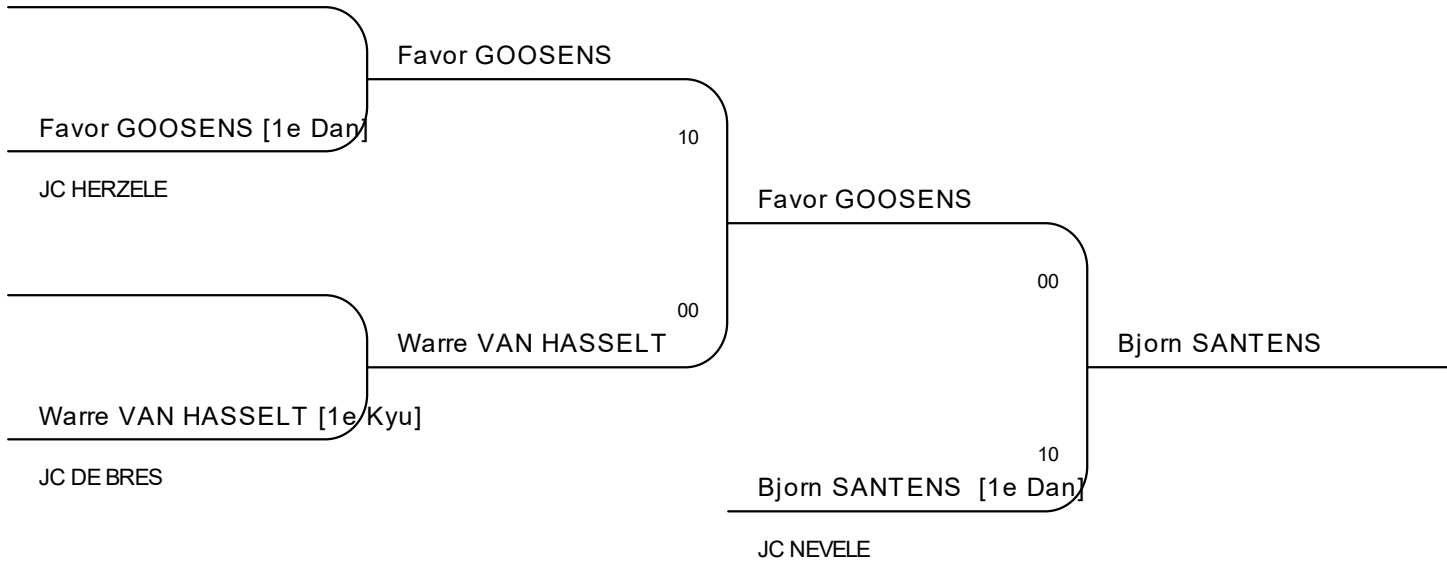 Favor GOOSENS
Favor GOOSENS [1e Dan]
10
JC HERZELE
Favor GOOSENS
00
00
Warre VAN HASSELT
Bjorn SANTENS
Warre VAN HASSELT [1e Kyu]
10
JC DE BRES
Bjorn SANTENS [1e Dan]
JC NEVELE